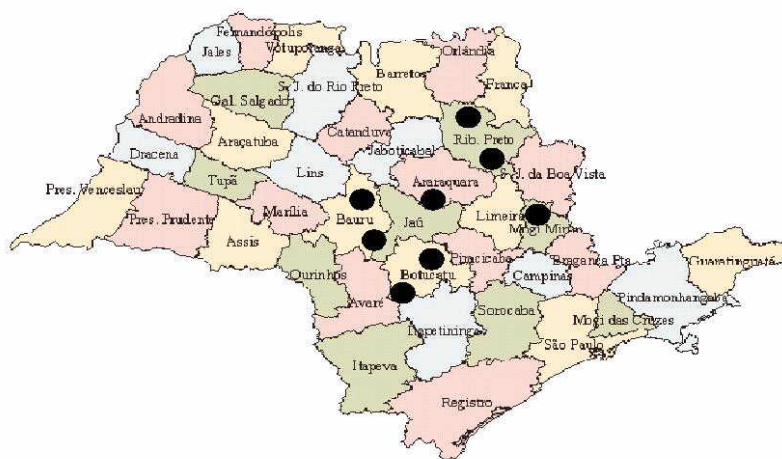 Fernandópolis
Jales
Votuporanga
Orlândia
Barretos
Franca
S. J. do Rio Preto
Gal. Salgado
Andradina
Catanduva
Rib. Preto
Araçatuba
Jaboticabal
Dracena
Lins
S. J. da Boa Vista
Tupã
Araraquara
Pres. Venceslau
Marília
Bauru
Jaú
Limeira
Pres. Prudente
Mogi Mirim
Assis
Guaratinguetá
Ourinhos
Botucatu
Piracicaba
Campinas
Bragança Pta
Pindamonhangaba
Avaré
Sorocaba
Mogi das Cruzes
Itapetininga
São Paulo
Itapeva
Registro